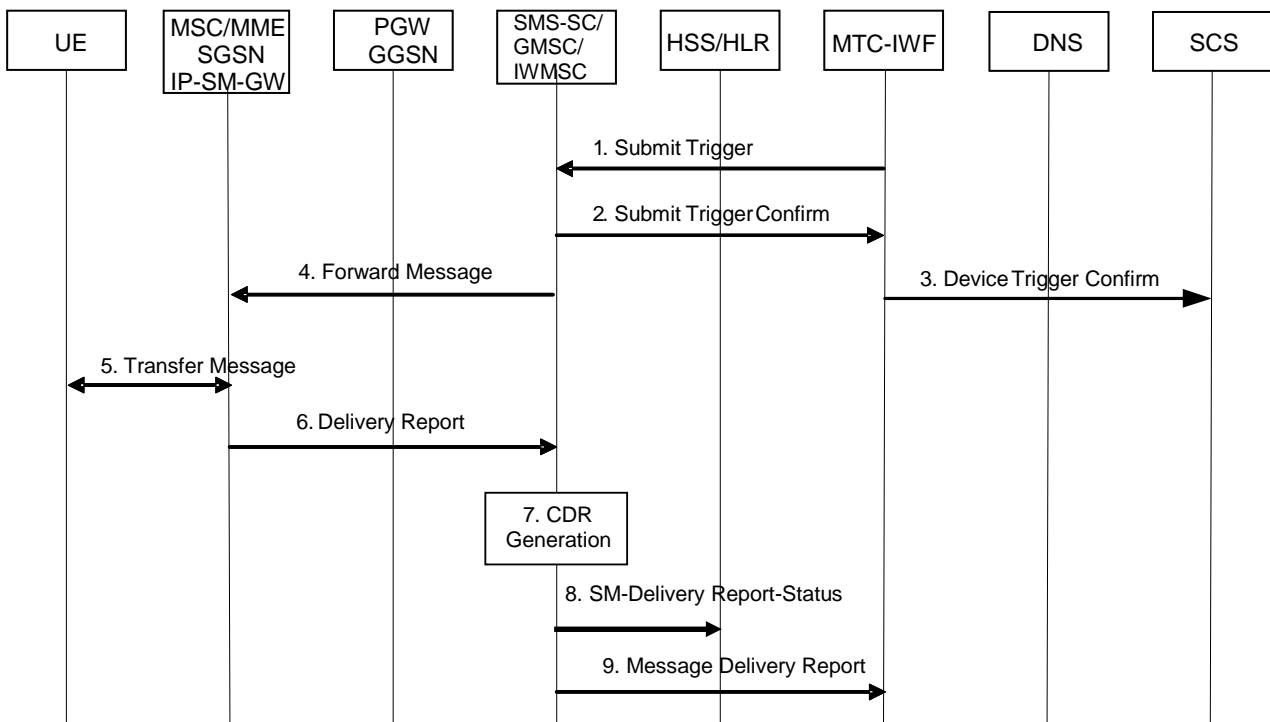 UE
MSC/MME
SGSN
IP-SM-GW
PGW
GGSN
SMS-SC/
GMSC/
IWMSC
HSS/HLR
MTC-IWF
DNS
SCS
1. Submit Trigger
2. Submit Trigger Confirm
4. Forward Message
3. Device Trigger Confirm
5. Transfer Message
6. Delivery Report
7. CDR
Generation
8. SM-Delivery Report-Status
9. Message Delivery Report